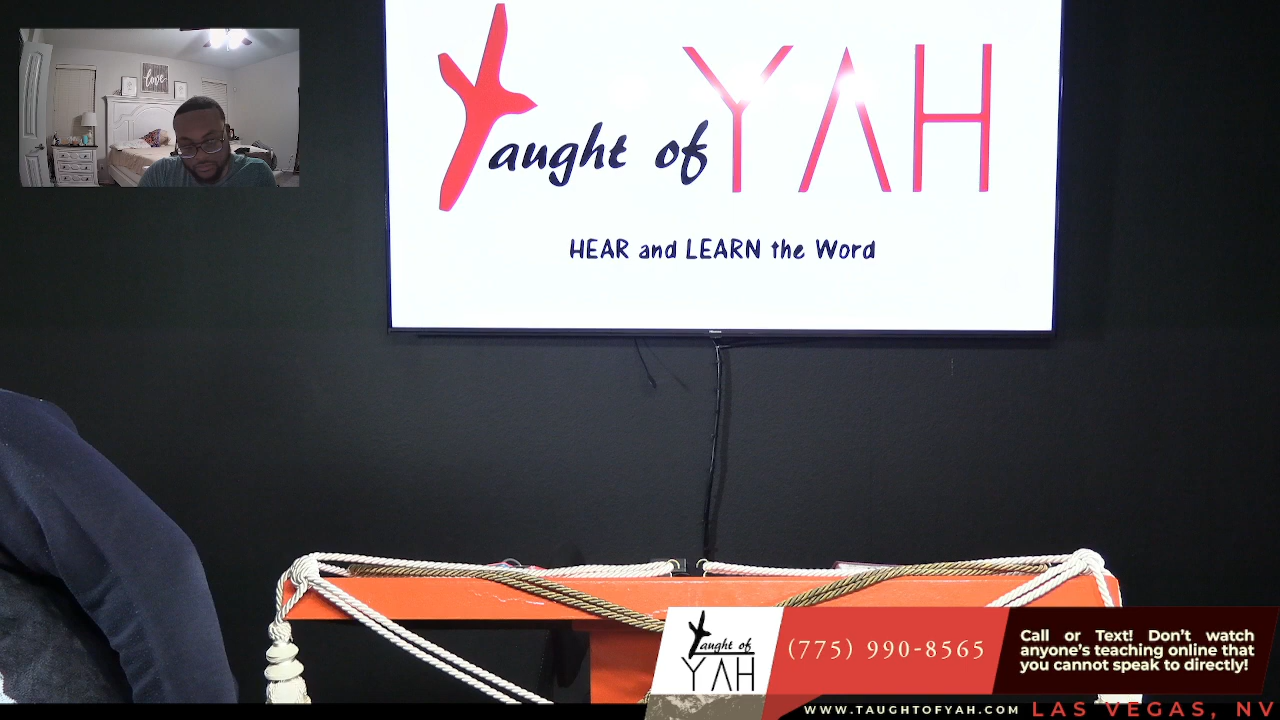 love
Taught of YAH
HEAR and LEARN the Word
Hisense
Taught of
YAH
(775) 990-8565
Call or Text! Don't watch
anyone's teaching online that
you cannot speak to directly!
WWW.TAUGHTOFYAH.COM
LAS VEGAS, NV